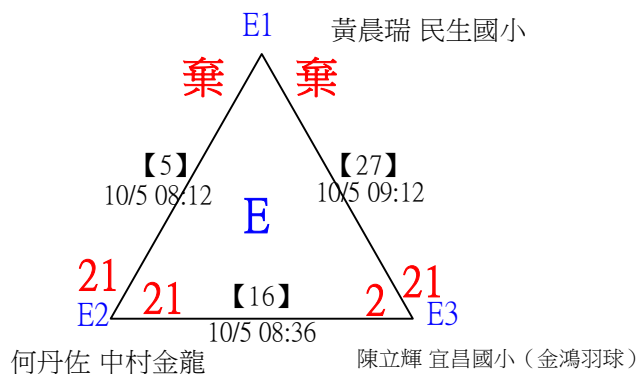 E1
黃晨瑞 民生國小
棄 棄
【5】
10/5 08:12
【27】
10/5 09:12
E
21
21
【16】
2
21
E2
E3
10/5 08:36
何丹佐 中村金龍
陳立輝 宜昌國小（金鴻羽球）